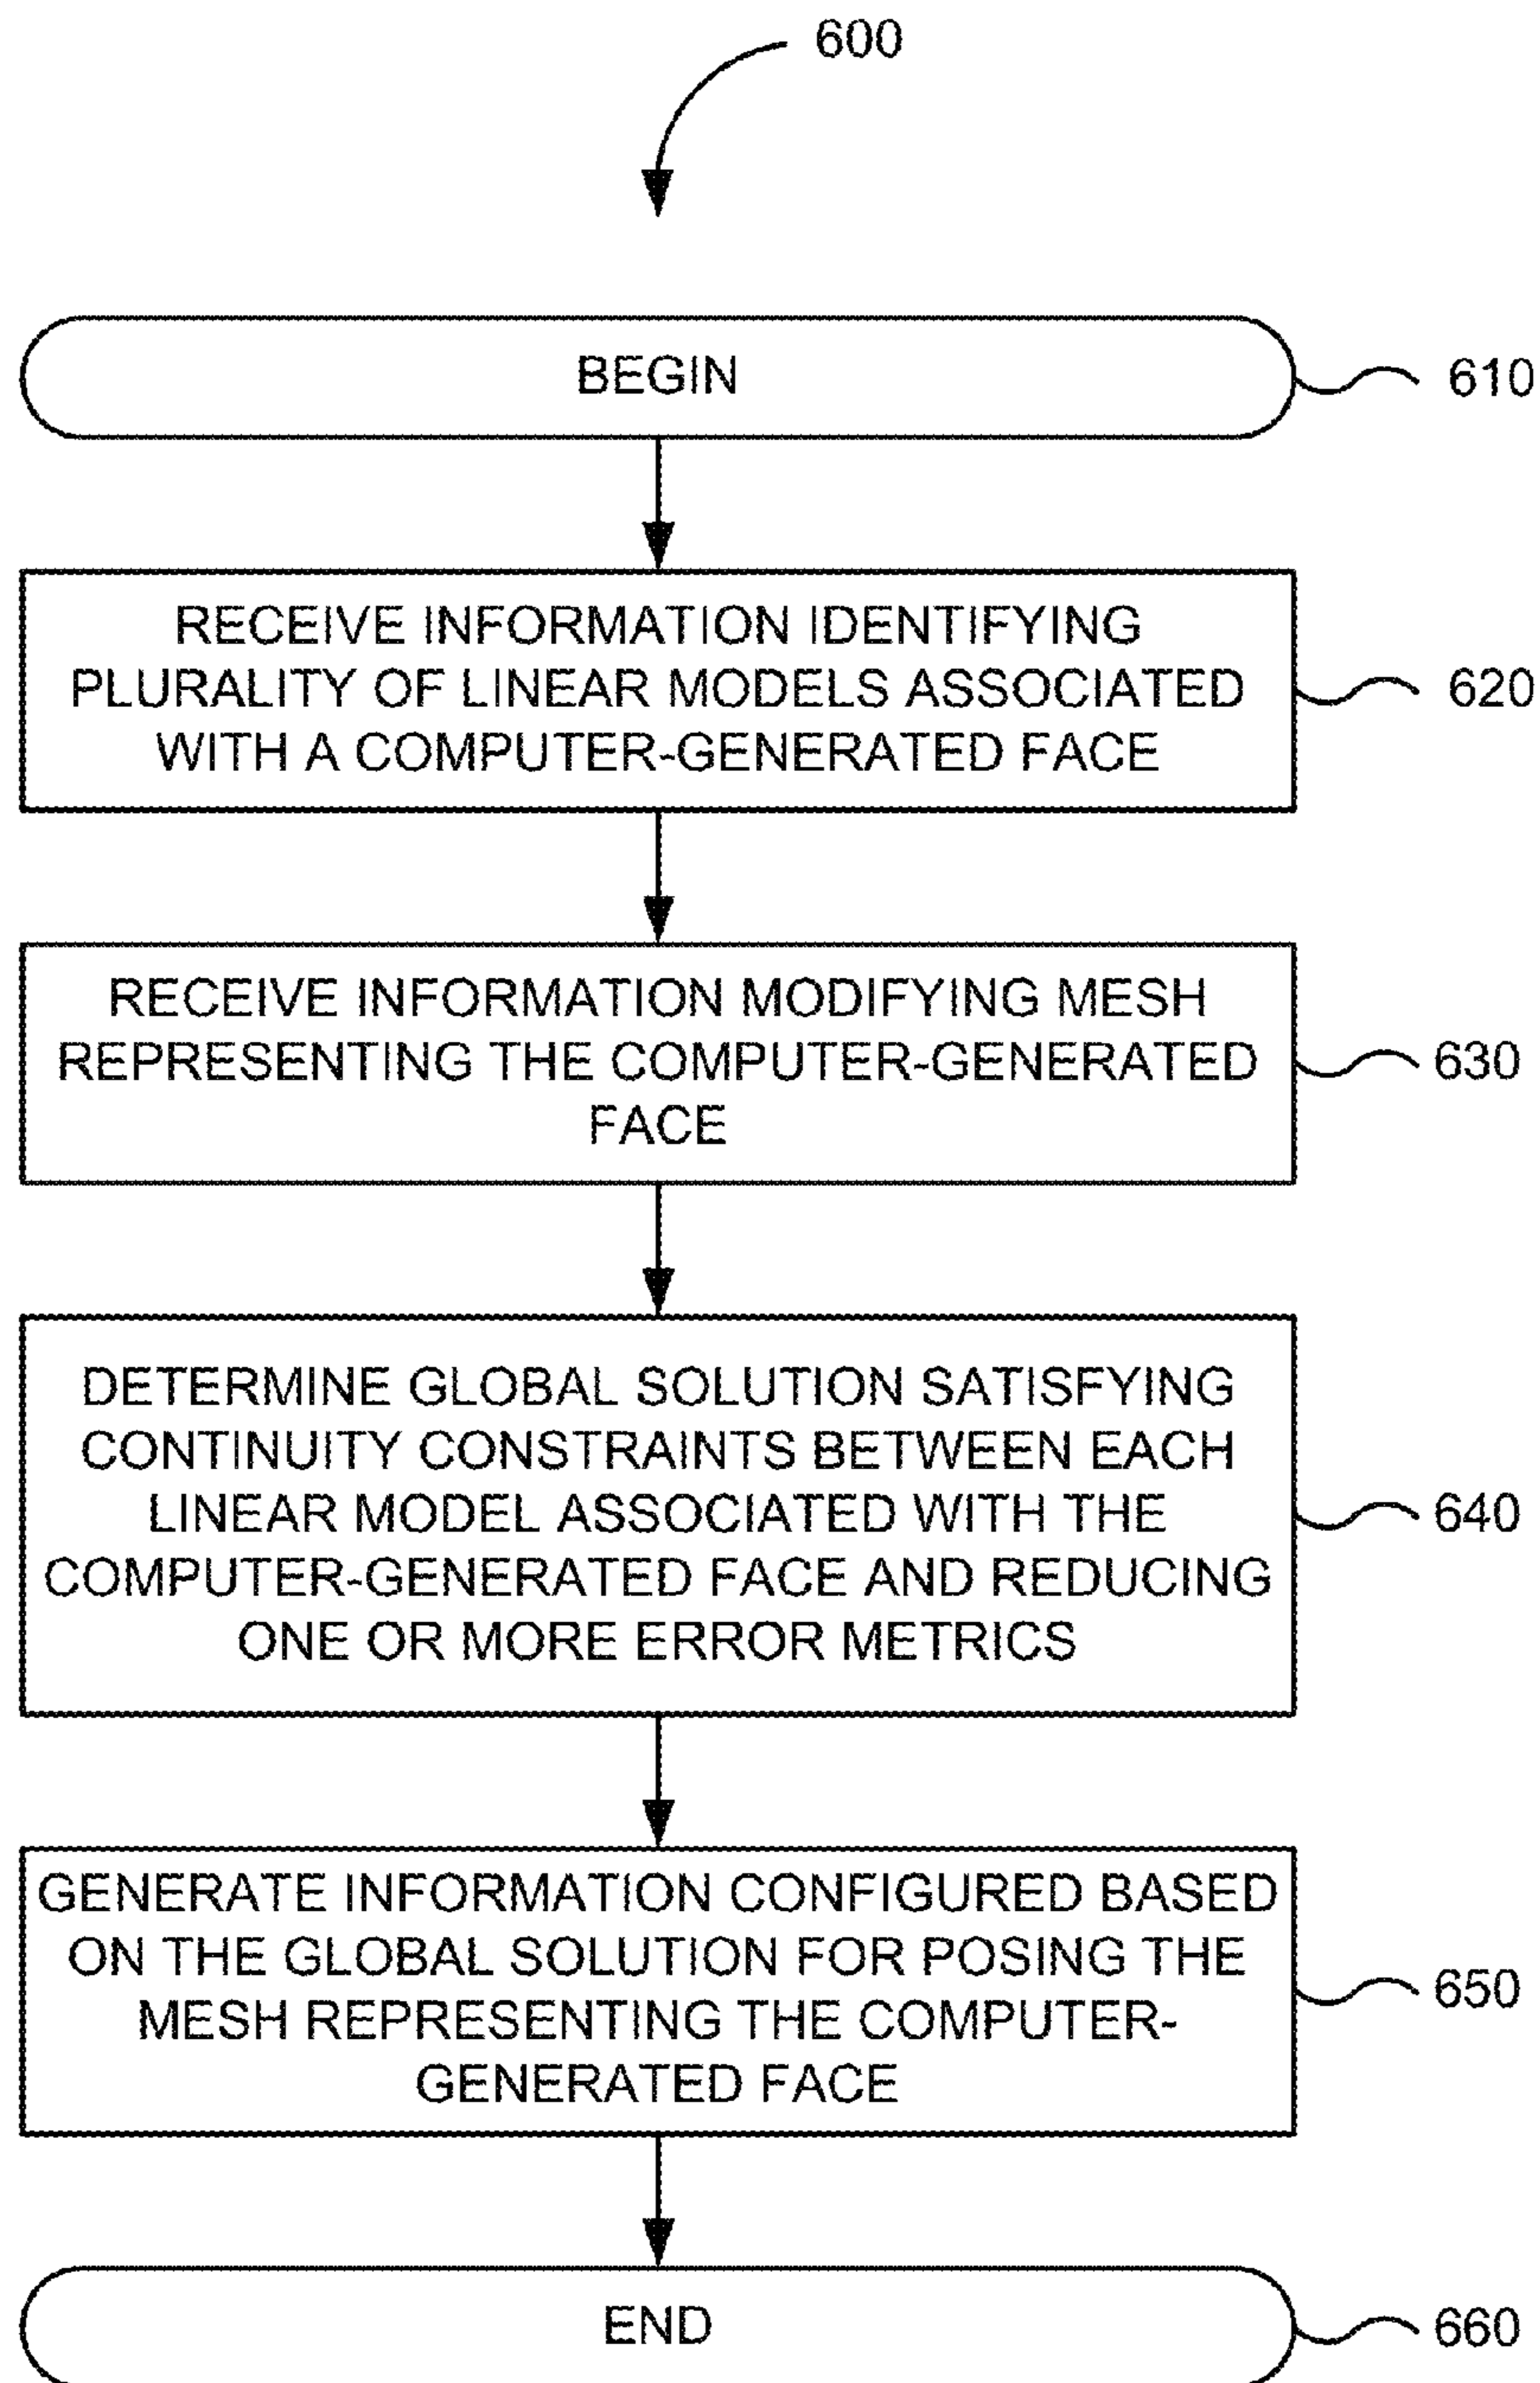 600
BEGIN
610
RECEIVE INFORMATION IDENTIFYING
PLURALITY OF LINEAR MODELS ASSOCIATED
WITH A COMPUTER-GENERATED FACE
620
RECEIVE INFORMATION MODIFYING MESH
REPRESENTING THE COMPUTER-GENERATED
FACE
630
DETERMINE GLOBAL SOLUTION SATISFYING
CONTINUITY CONSTRAINTS BETWEEN EACH
LINEAR MODEL ASSOCIATED WITH THE
COMPUTER-GENERATED FACE AND REDUCING
ONE OR MORE ERROR METRICS
640
GENERATE INFORMATION CONFIGURED BASED
ON THE GLOBAL SOLUTION FOR POSING THE
MESH REPRESENTING THE COMPUTER-
GENERATED FACE
650
END
660